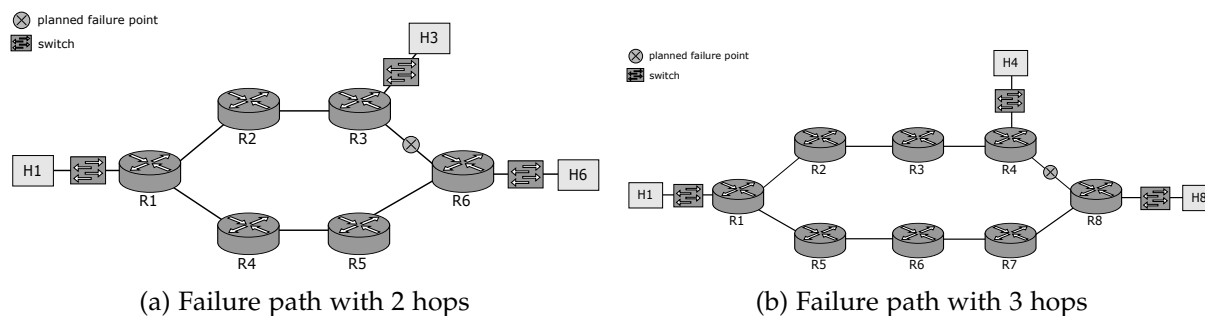 planned failure point
switch
H3
R2
R3
H1
R1
R6
H6
R4
R5
(a) Failure path with 2 hops
planned failure point
switch
H4
R2
R3
R4
H1
R1
R8
H8
R5
R6
R7
(b) Failure path with 3 hops